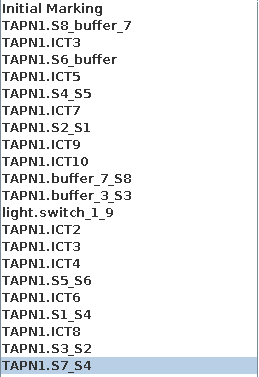 Initial Marking
TAPN1.S8_buffer_7
TAPN1.ICT3
TAPN1.S6_buffer
TAPN1.ICT5
TAPN1.S4_S5
TAPN1.ICT7
TAPN1.S2_S1
TAPN1.ICT9
TAPN1.ICT10
TAPN1.buffer_7_S8
TAPN1.buffer_3_S3
light.switch_1_9
TAPN1.ICT2
TAPN1.ICT3
TAPN1.ICT4
TAPN1.S5_S6
TAPN1.ICT6
TAPN1.S1_S4
TAPN1.ICT8
TAPN1.S3_S2
TAPN1.S7_S4